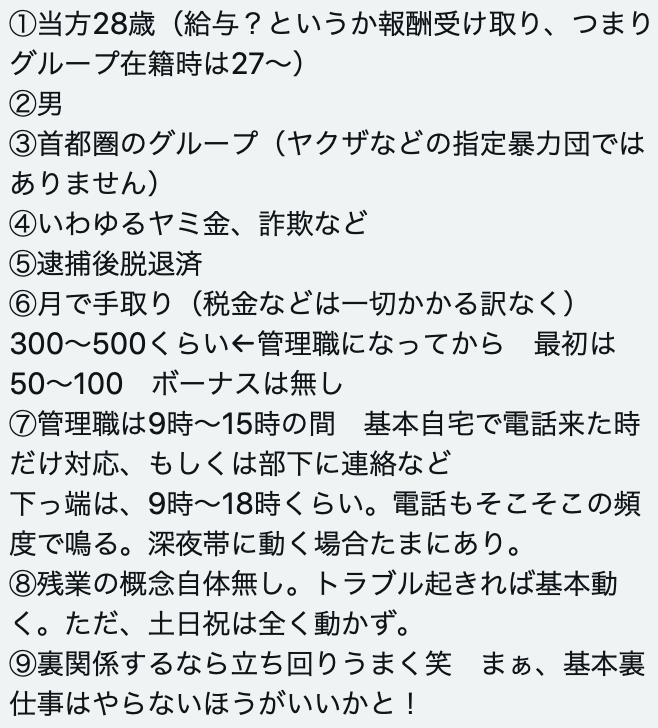 ①当方28歳（給与？というか報酬受け取り、つまり
グループ在籍時は27〜）
②男
③首都圏のグループ（ヤクザなどの指定暴力団では
ありません）
④いわゆるヤミ金、詐欺など
⑤逮捕後脱退済
⑥月で手取り（税金などは一切かかる訳なく）
300〜500くらい←管理職になってから　最初は
50〜100　ボーナスは無し
⑦管理職は9時〜15時の間　基本自宅で電話来た時
だけ対応、もしくは部下に連絡など
下っ端は、9時〜18時くらい。電話もそこそこの頻
度で鳴る。深夜帯に動く場合たまにあり。
⑧残業の概念自体無し。トラブル起きれば基本動
く。ただ、土日祝は全く動かず。
⑨裏関係するなら立ち回りうまく笑　まぁ、基本裏
仕事はやらないほうがいいかと！